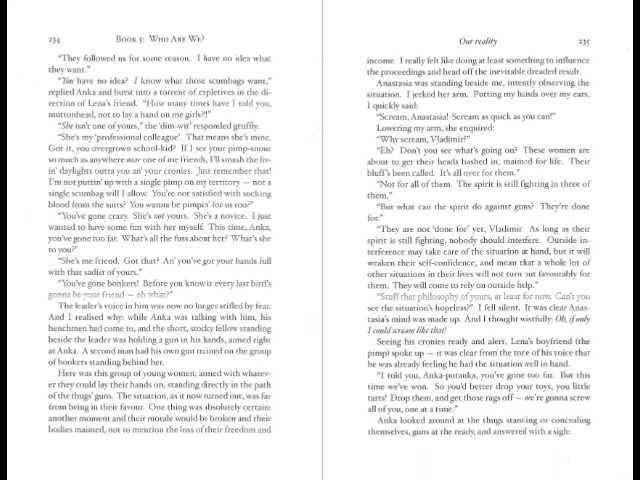 234 Book 5: Who Are We?
"They followed us for some reason. I have no idea what
they want."
"You have no idea? I know what those scumbags want,"
replied Anka and burst into a torrent of expletives in the di-
rection of Lena's friend. "How many times have I told you,
muttonhead, not to lay a hand on me girls?!!"
"She isn't one of yours," the 'dim-wit' responded gruffly.
"She's my 'professional colleague'. That means she's mine.
Got it, you overgrown school-kid? If I see your pimp-snout
so much as anywhere near one of me friends, I'll smash the liv-
in' daylights outta you an' your cronies. Just remember that!
I'm not puttin' up with a single pimp on my territory — not a
single scumbag will I allow. You're not satisfied with sucking
blood from the suits? You wanna be pimpin' for us too?"
"You've gone crazy. She's not yours. She's a novice. I just
wanted to have some fun with her myself. This time, Anka,
you've gone too far. What's all the fuss about her? What's she
to you?"
"She's me friend. Got that? An' you've got your hands full
with that sadist of yours."
"You've gone bonkers! Before you know it every last bird's
gonna be your friend — eh what?"
The leader's voice in him was now no longer stifled by fear.
And I realised why: while Anka was talking with him, his
henchmen had come to, and the short, stocky fellow standing
beside the leader was holding a gun in his hands, aimed right
at Anka. A second man had his own gun trained on the group
of hookers standing behind her.
Here was this group of young women, armed with whatev-
er they could lay their hands on, standing directly in the path
of the thugs' guns. The situation, as it now turned out, was far
from being in their favour. One thing was absolutely certain:
another moment and their morale would be broken and their
bodies maimed, not to mention the loss of their freedom and
Our reality 235
income. I really felt like doing at least something to influence
the proceedings and head off the inevitable dreaded result.
Anastasia was standing beside me, intently observing the
situation. I jerked her arm. Putting my hands over my ears,
I quickly said:
"Scream, Anastasia! Scream as quick as you can!"
Lowering my arm, she enquired:
"Why scream, Vladimir?"
"Eh? Don't you see what's going on? These women are
about to get their heads bashed in, maimed for life. Their
bluff's been called. It's all over for them."
"Not for all of them. The spirit is still fighting in three of
them."
"But what can the spirit do against guns? They're done
for."
"They are not 'done for' yet, Vladimir. As long as their
spirit is still fighting, nobody should interfere. Outside in-
terference may take care of the situation at hand, but it will
weaken their self-confidence, and mean that a whole lot of
other situations in their lives will not turn out favourably for
them. They will come to rely on outside help."
"Stuff that philosophy of yours, at least for now. Can't you
see the situation's hopeless?" I fell silent. It was clear Anas-
tasia's mind was made up. And I thought wistfully: Oh, if only
I could scream like that!
Seeing his cronies ready and alert, Lena's boyfriend (the
pimp) spoke up — it was clear from the tore of his voice that
he was already feeling he had the situation well in hand.
"I told you, Anka-putanka, you've gone too far. But this
time we've won. So you'd better drop your toys, you little
tarts! Drop them, and get those rags off — we're gonna screw
all of you, one at a time."
Anka looked around at the thugs standing or concealing
themselves, guns at the ready, and answered with a sigh: